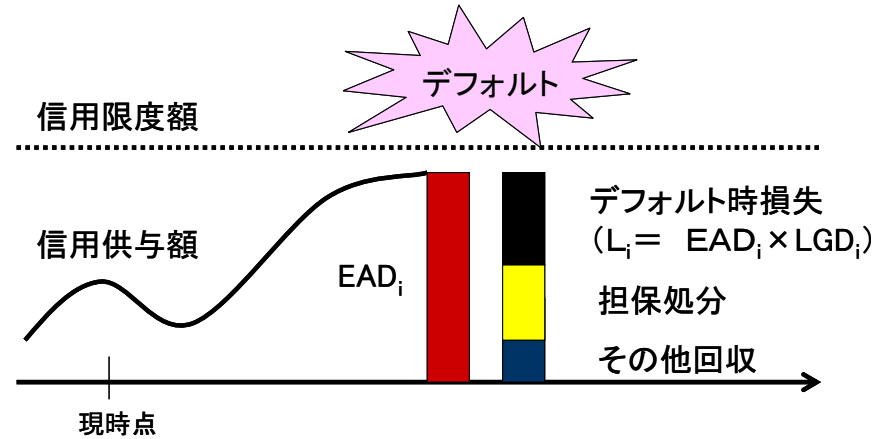 デフォルト
信用限度額
デフォルト時損失
(Li= EADi×LGDi)
信用供与額
EADi
担保処分
その他回収
現時点